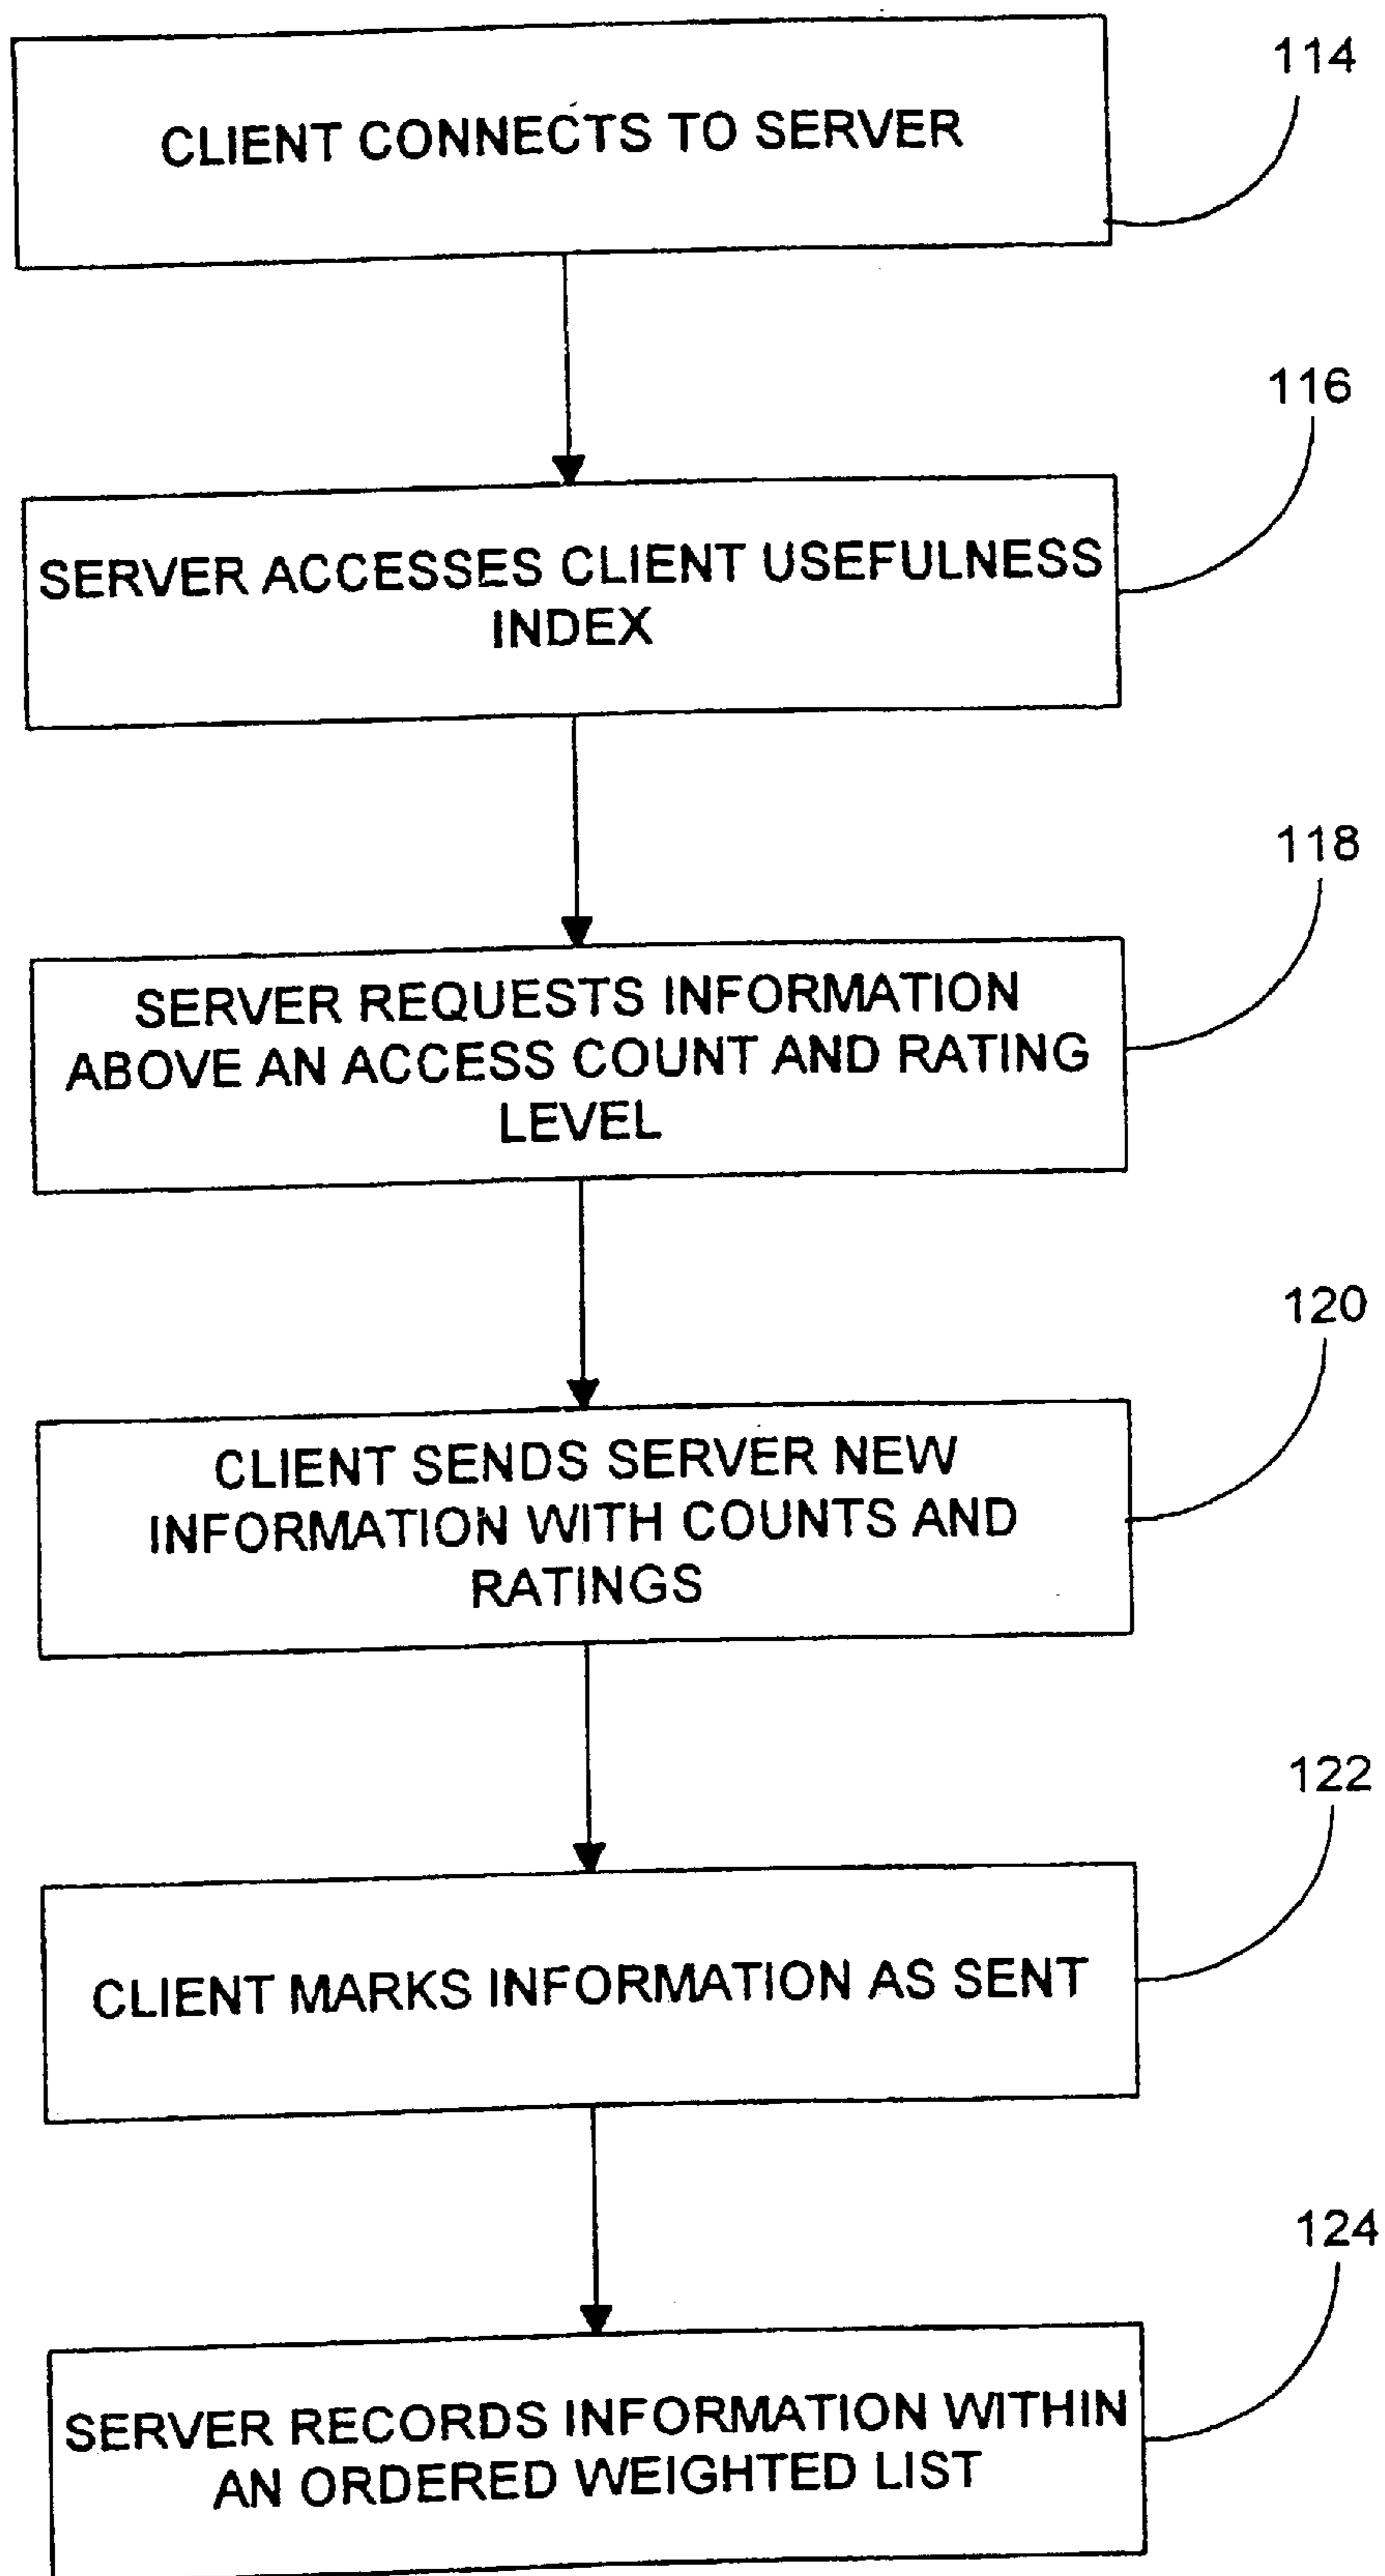 114
CLIENT CONNECTS TO SERVER
116
SERVER ACCESSES CLIENT USEFULNESS
INDEX
118
SERVER REQUESTS INFORMATION
ABOVE AN ACCESS COUNT AND RATING
LEVEL
120
CLIENT SENDS SERVER NEW
INFORMATION WITH COUNTS AND
RATINGS
122
CLIENT MARKS INFORMATION AS SENT
124
SERVER RECORDS INFORMATION WITHIN
AN ORDERED WEIGHTED LIST